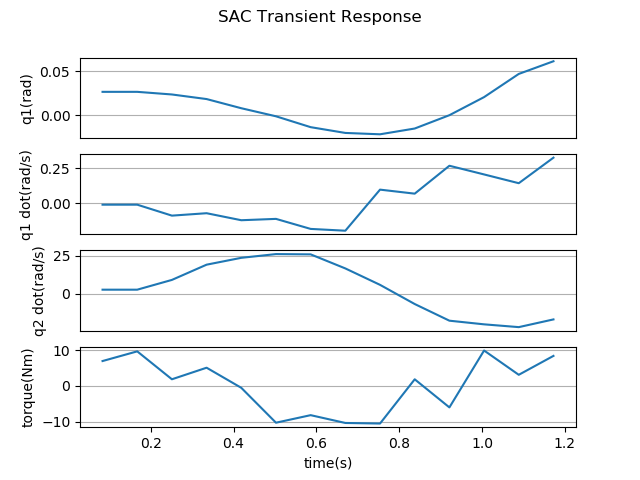 SAC Transient Response
q1(rad)
0.05
0.00
q1 dot(rad/s)
0.25
0.00
q2 dot(rad/s)
25
0
torque(Nm)
10
0
−10
0.2 0.4 0.6 0.8 1.0 1.2
time(s)